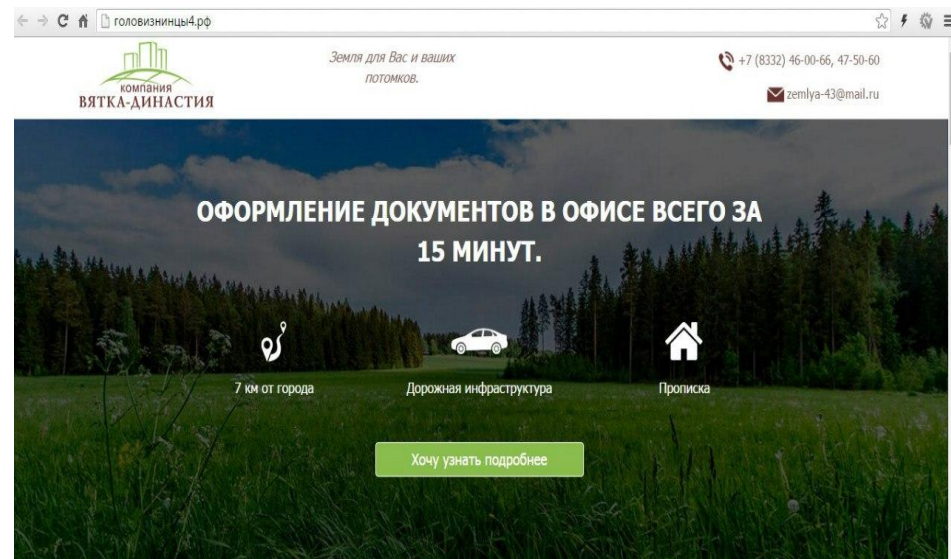 головизнинцы4.рф
компания
ВЯТКА-ДИНАСТИЯ
Земля для Вас и ваших
потомков.
+7 (8332) 46-00-66, 47-50-60
zemlya-43@mail.ru
ОФОРМЛЕНИЕ ДОКУМЕНТОВ В ОФИСЕ ВСЕГО ЗА
15 МИНУТ.
7 км от города
Дорожная инфраструктура
Прописка
Хочу узнать подробнее